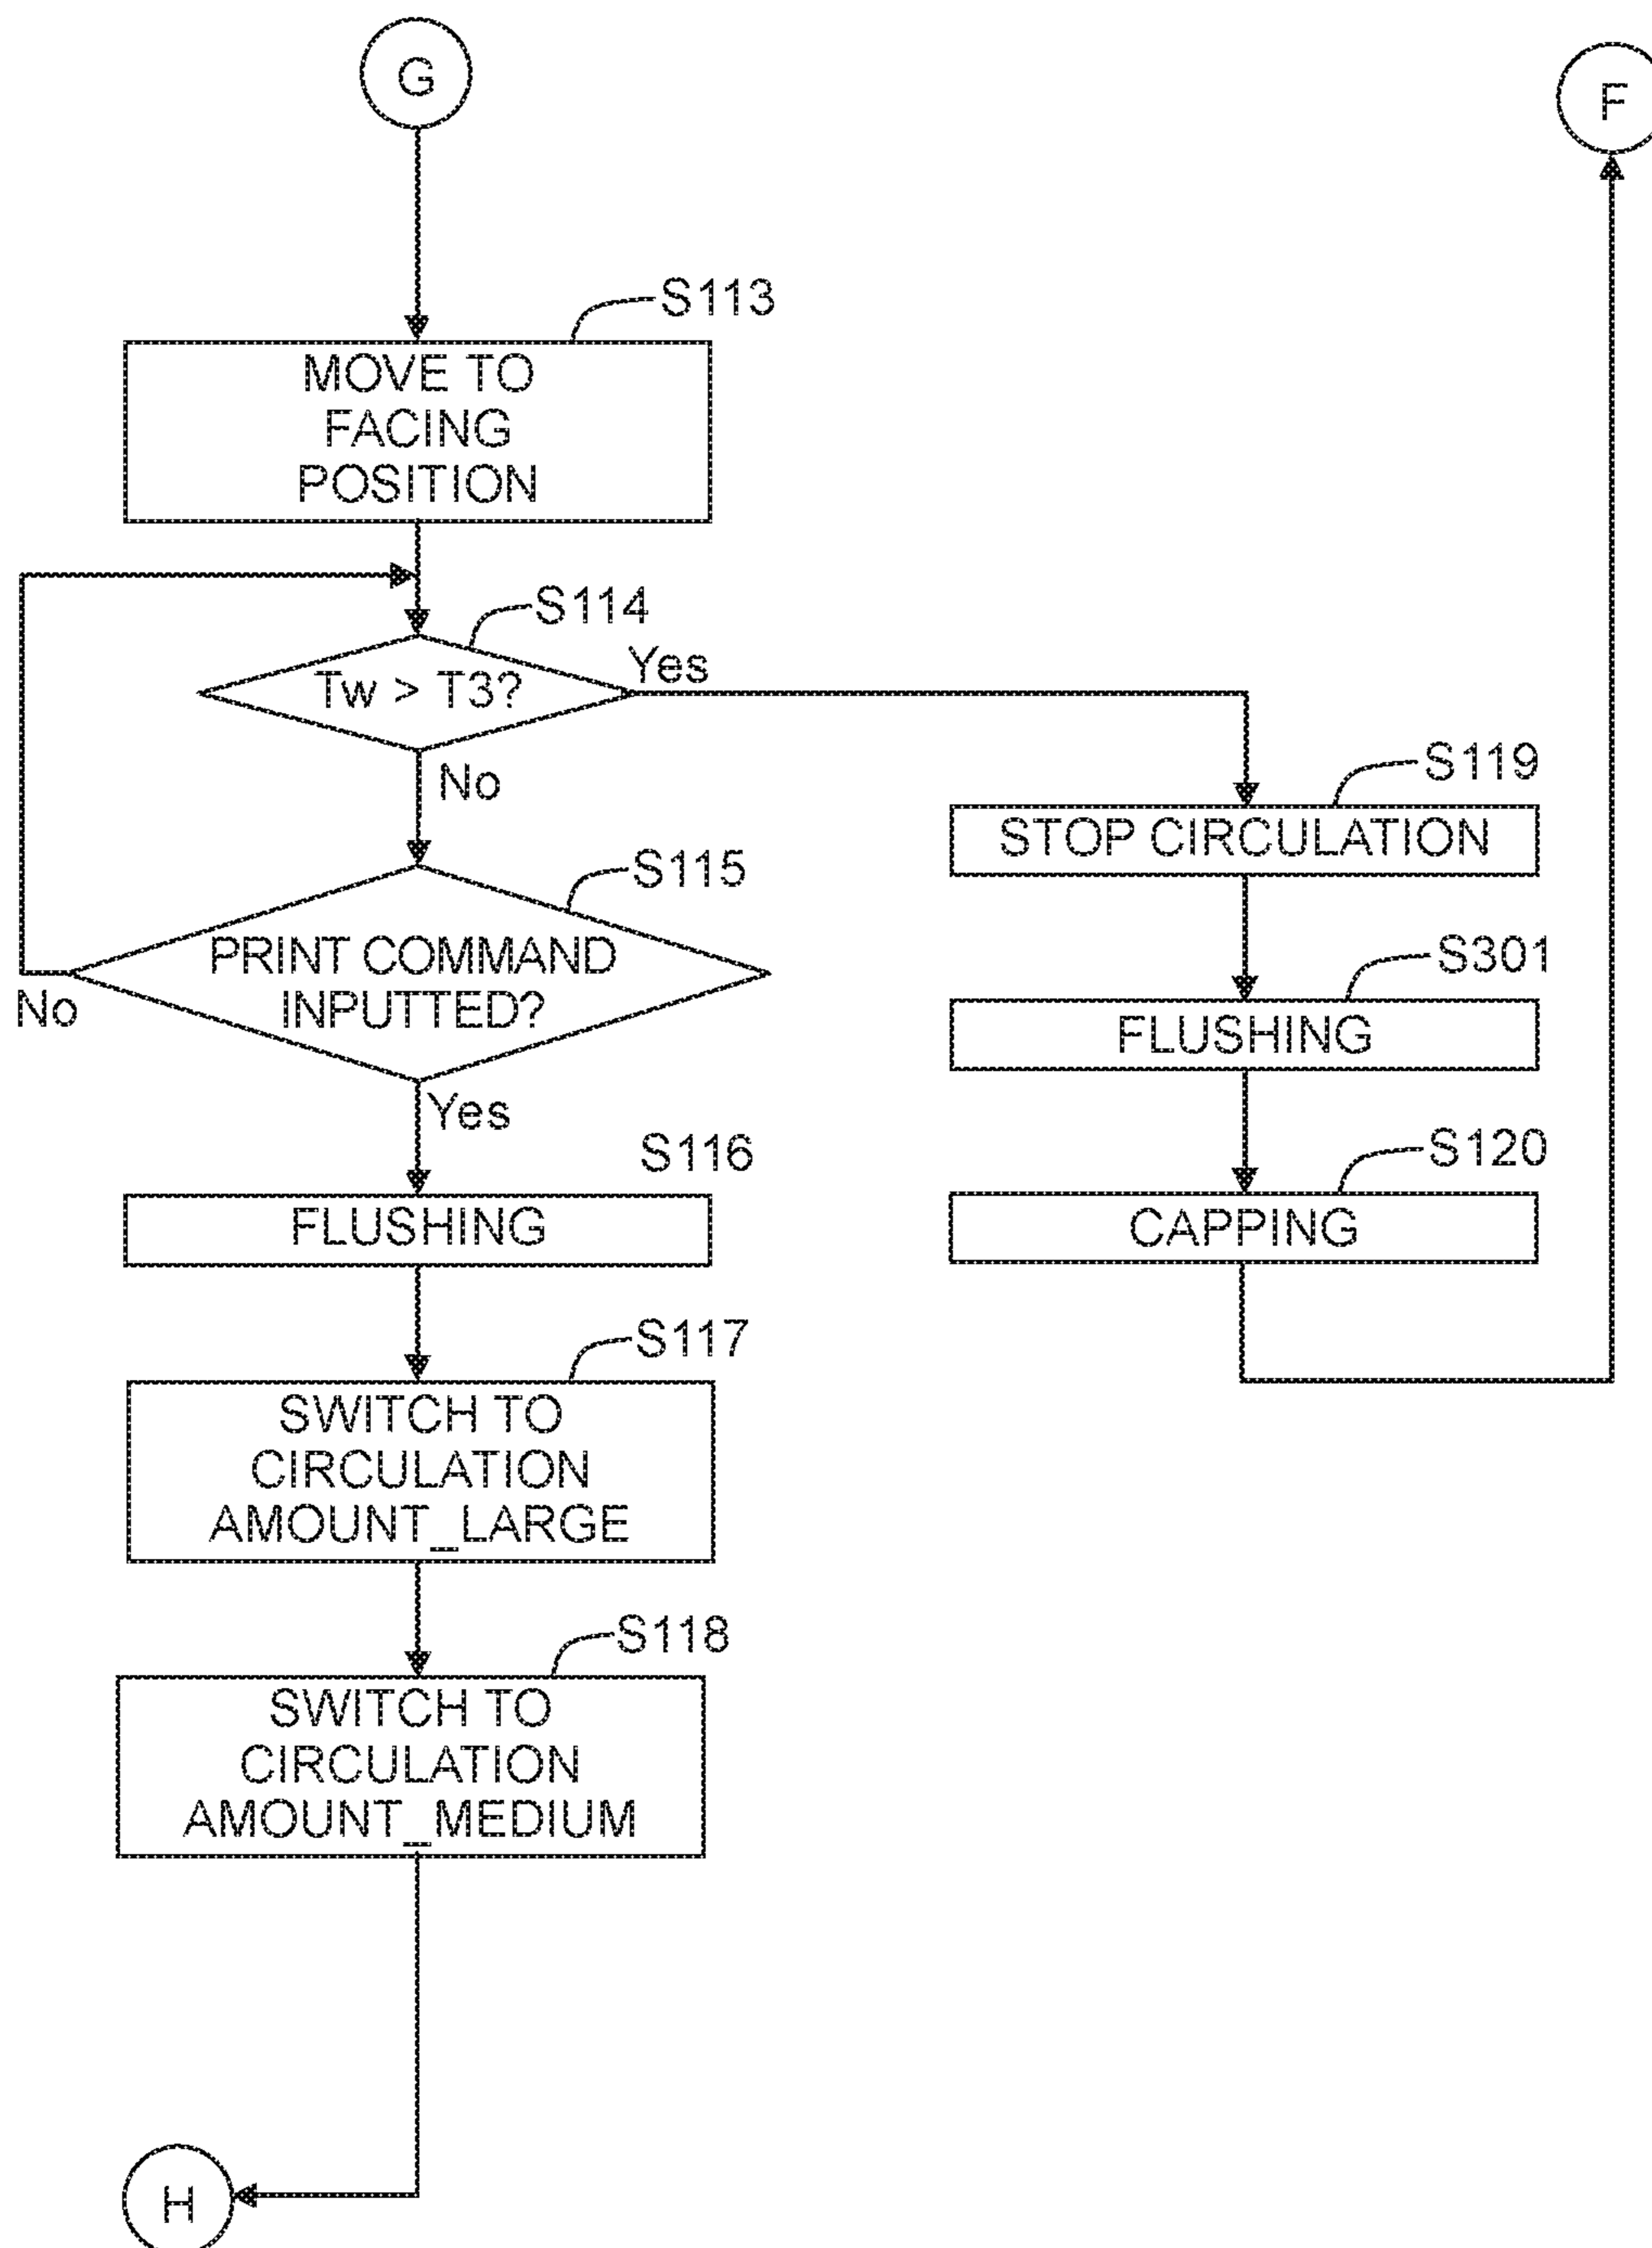 G
F
S113
MOVE TO
FACING
POSITION
S114
Tw > T3?
Yes
No
S115
PRINT COMMAND
INPUTTED?
No
Yes
S116
FLUSHING
S117
SWITCH TO
CIRCULATION
AMOUNT_LARGE
S118
SWITCH TO
CIRCULATION
AMOUNT_MEDIUM
H
S119
STOP CIRCULATION
S301
FLUSHING
S120
CAPPING